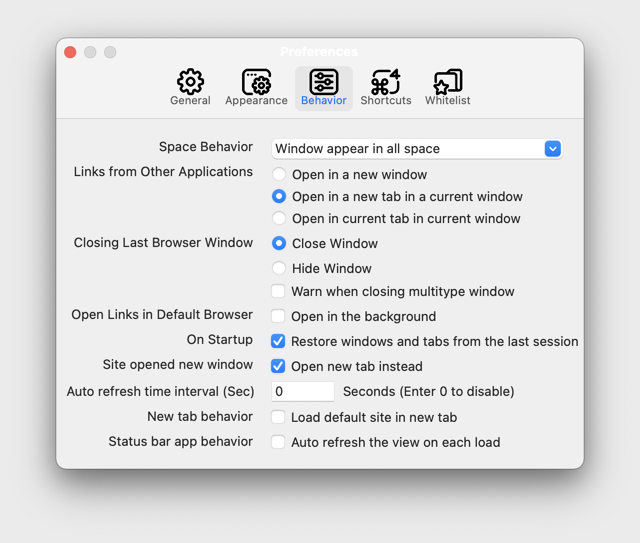 Preferences
General Appearance Behavior Shortcuts Whitelist
Space Behavior Window appear in all space
Links from Other Applications Open in a new window
Open in a new tab in a current window
Open in current tab in current window
Closing Last Browser Window Close Window
Hide Window
Warn when closing multitype window
Open Links in Default Browser Open in the background
On Startup Restore windows and tabs from the last session
Site opened new window Open new tab instead
Auto refresh time interval (Sec) 0 Seconds (Enter 0 to disable)
New tab behavior Load default site in new tab
Status bar app behavior Auto refresh the view on each load